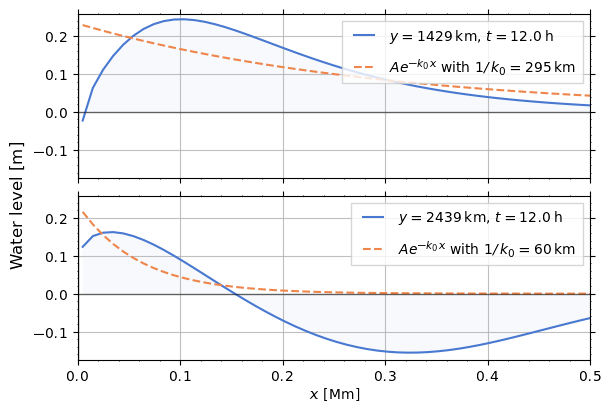 0.2
0.1
0.0
−0.1
y = 1429 km, t = 12.0 h
Ae^{−k₀x} with 1/k₀ = 295 km
Water level [m]
0.2
0.1
0.0
−0.1
y = 2439 km, t = 12.0 h
Ae^{−k₀x} with 1/k₀ = 60 km
0.0 0.1 0.2 0.3 0.4 0.5
x [Mm]